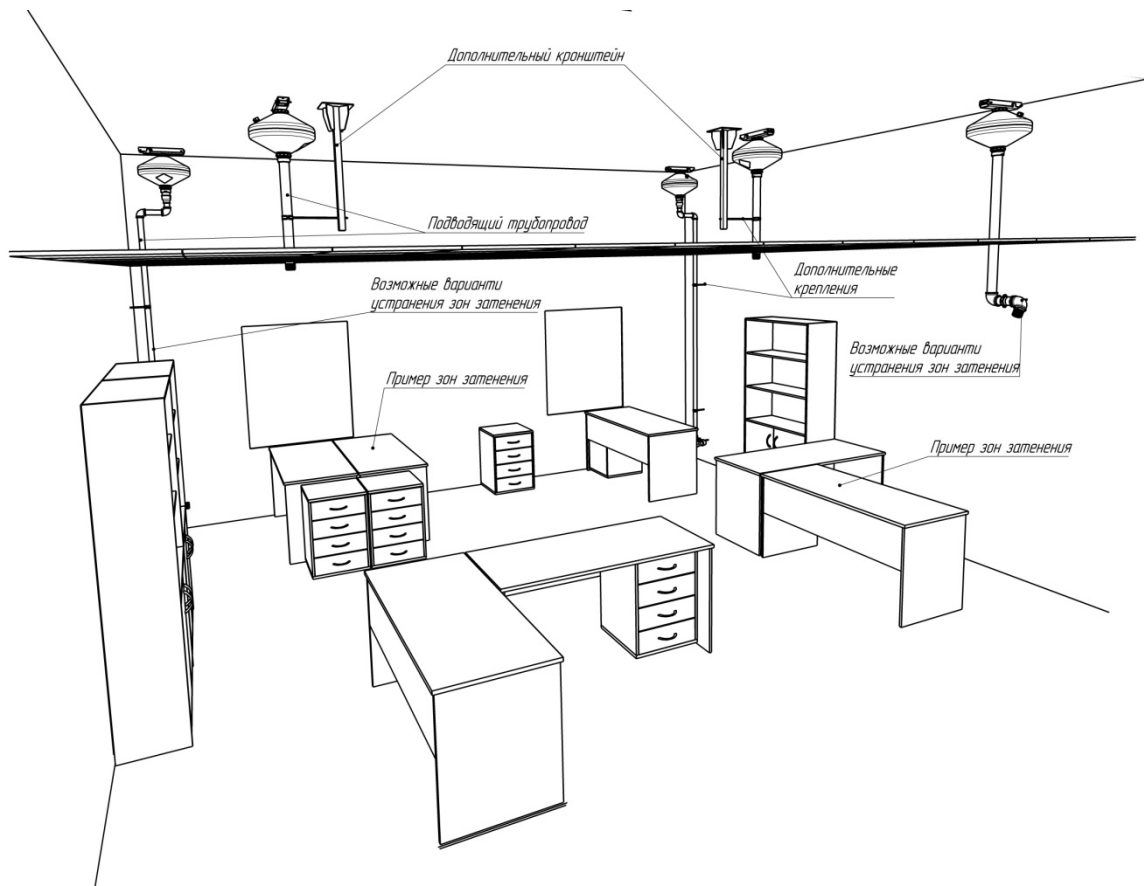 Дополнительный кронштейн
Подводящий трубопровод
Возможные варианти
устранения зон затенения
Дополнительные
крепления
Возможные варианти
устранения зон затенения
Пример зон затенения
Пример зон затенения